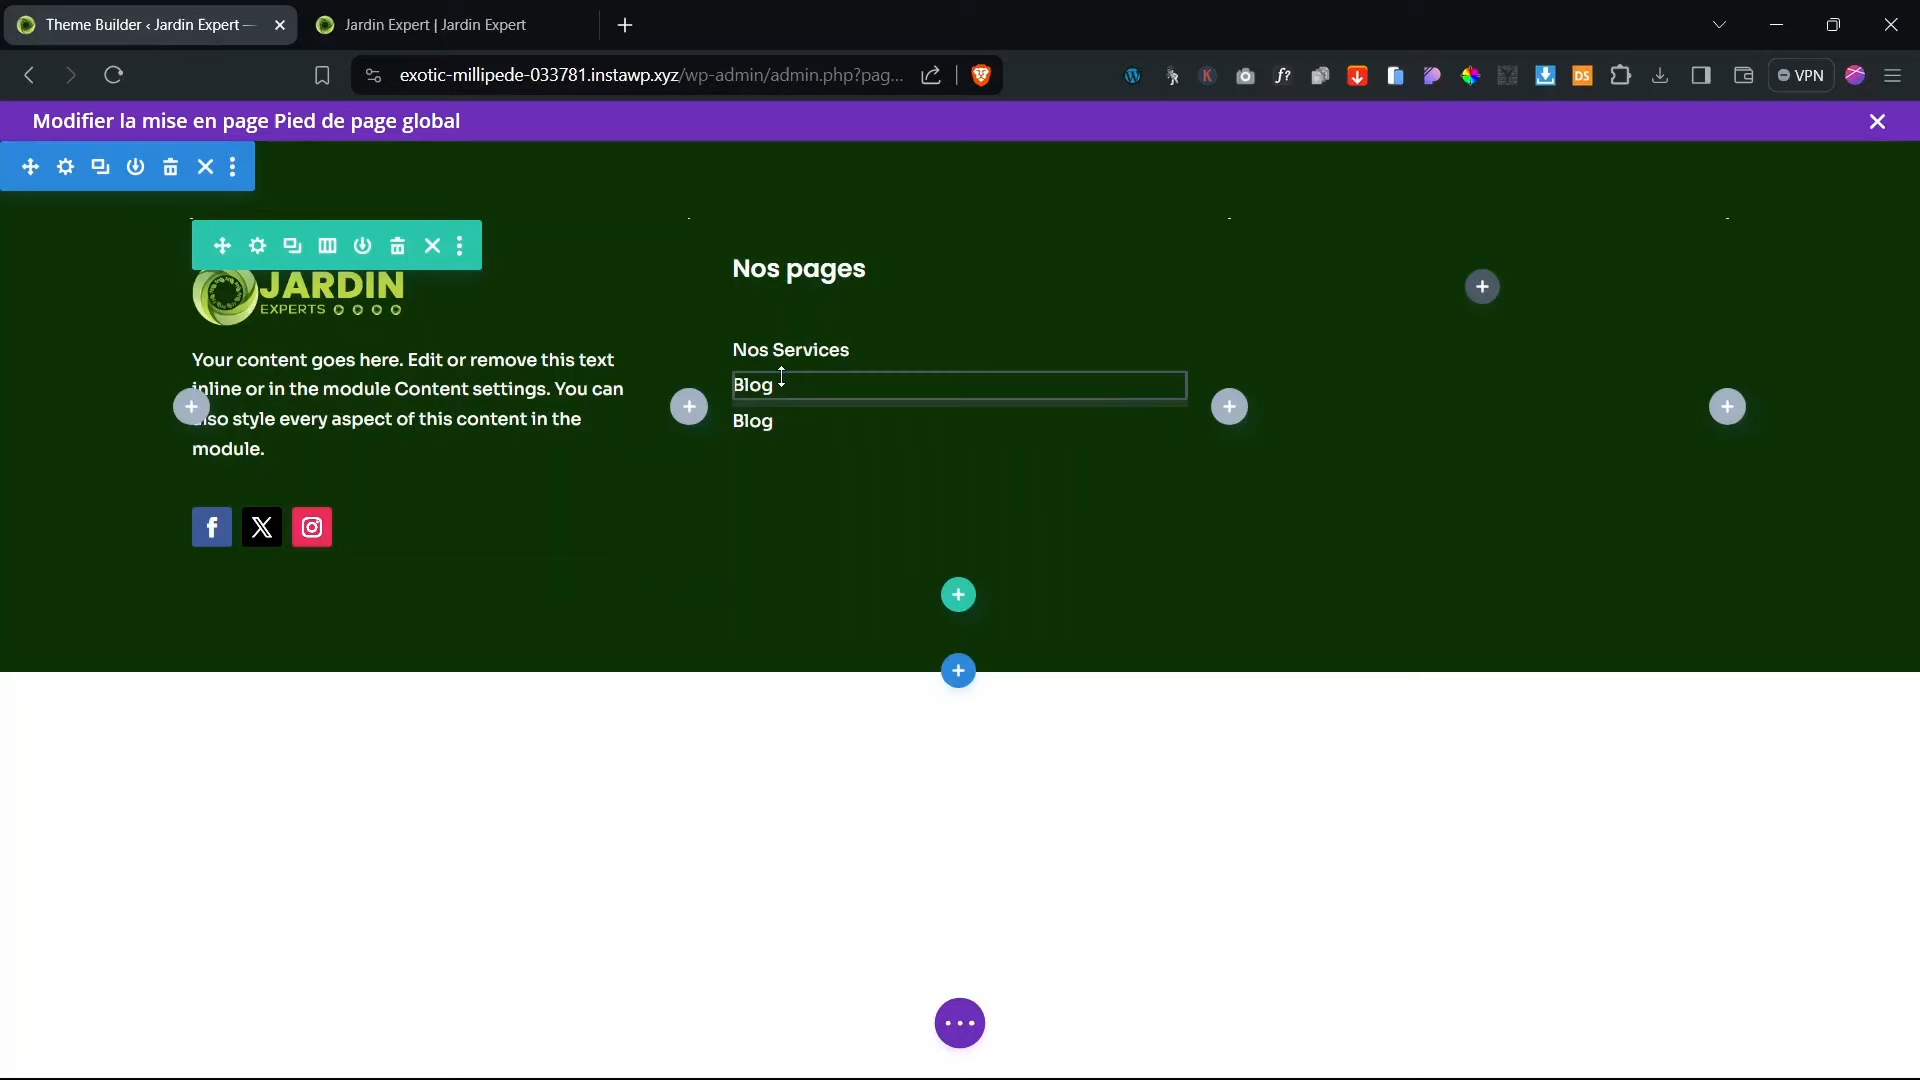 Theme Builder ‹ Jardin Expert —
Jardin Expert | Jardin Expert
exotic-millipede-033781.instawp.xyz/wp-admin/admin.php?pag...
VPN
Modifier la mise en page Pied de page global
JARDIN
EXPERTS
Your content goes here. Edit or remove this text
inline or in the module Content settings. You can
also style every aspect of this content in the
module.
Nos pages
Nos Services
Blog
Blog